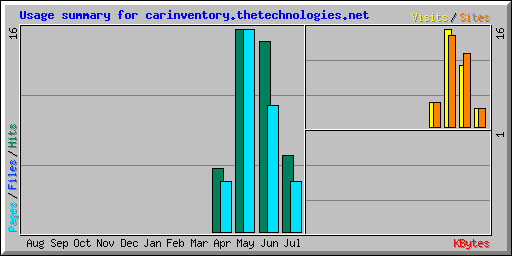 Usage summary for carinventory.thetechnologies.net
Visits / Sites
16
16
Pages / Files / Hits
1
Aug Sep Oct Nov Dec Jan Feb Mar Apr May Jun Jul
KBytes